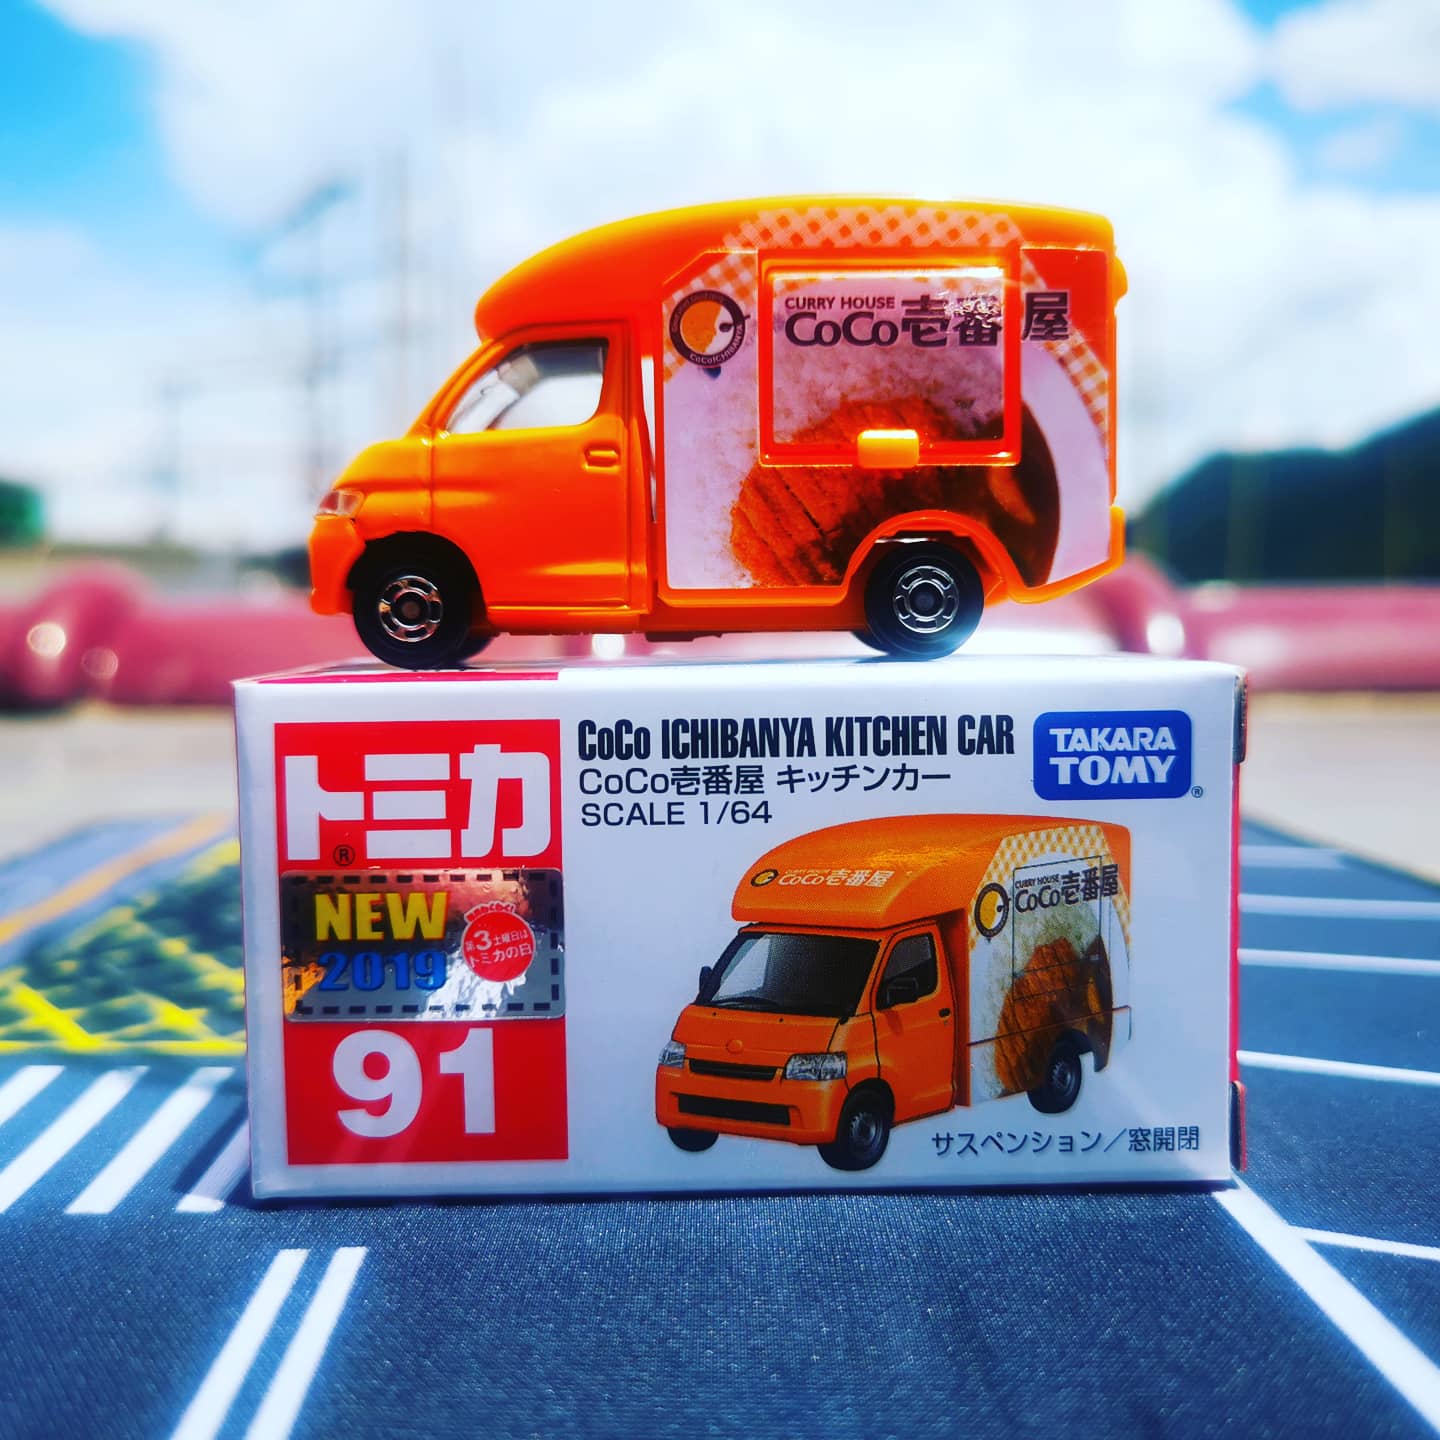 CURRY HOUSE
CoCo壱番屋
CoCoICHIBANYA
CoCo ICHIBANYA KITCHEN CAR
CoCo壱番屋 キッチンカー
SCALE 1/64
TAKARA
TOMY
®
トミカ
®
NEW
2019
第3土曜日は
トミカの日
91
CURRY HOUSE
CoCo壱番屋
CURRY HOUSE
CoCo壱番屋
サスペンション／窓開閉